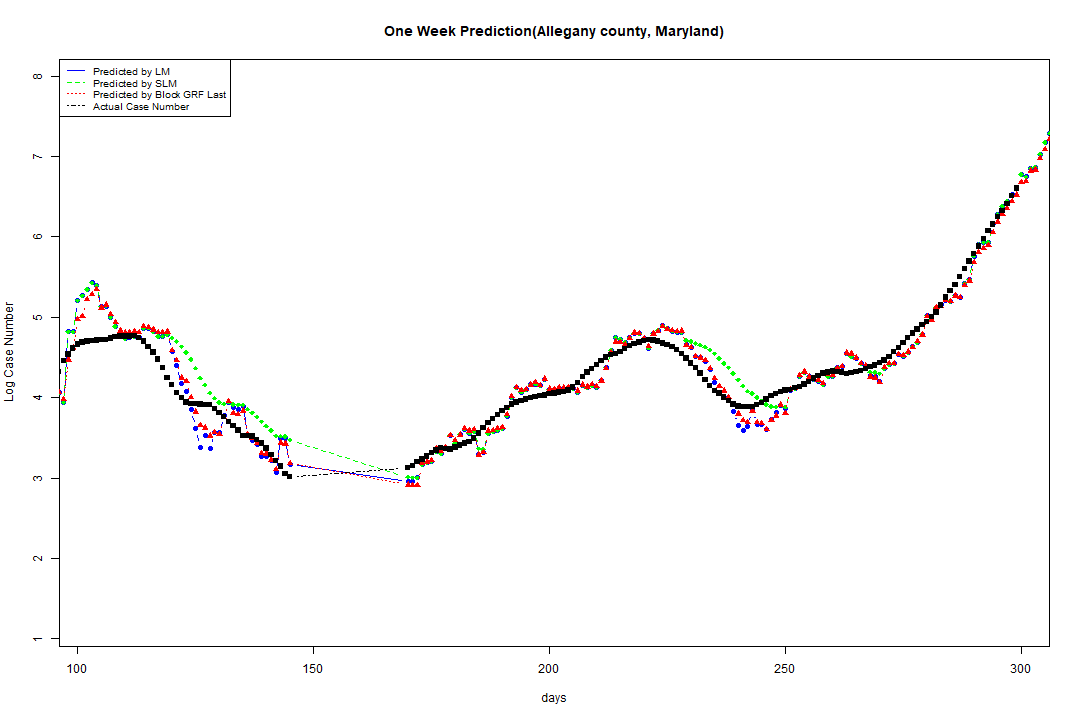 One Week Prediction(Allegany county, Maryland)
Predicted by LM
Predicted by SLM
Predicted by Block GRF Last
Actual Case Number
8
7
6
5
4
3
2
1
Log Case Number
100 150 200 250 300
days